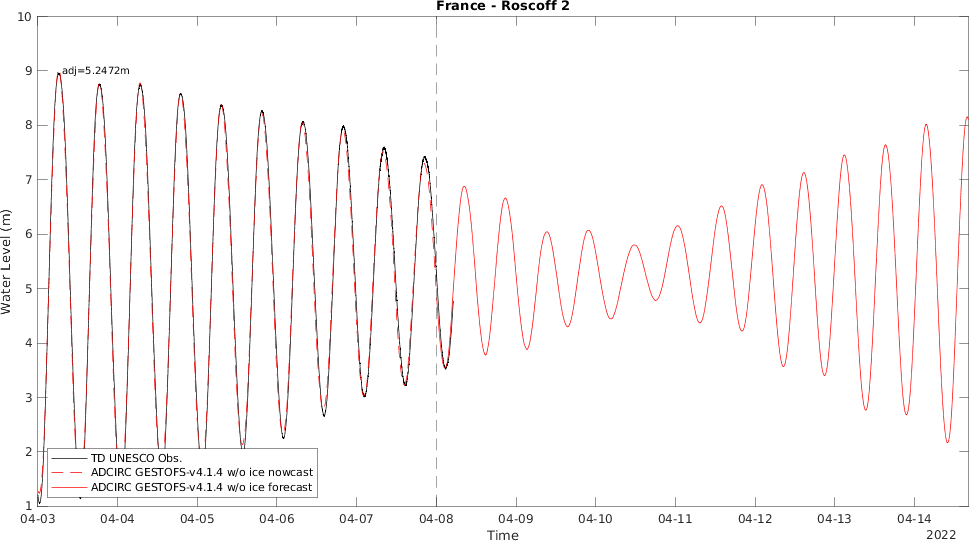 France - Roscoff 2
10
9
8
7
6
5
4
3
2
1
Water Level (m)
adj=5.2472m
TD UNESCO Obs.
ADCIRC GESTOFS-v4.1.4 w/o ice nowcast
ADCIRC GESTOFS-v4.1.4 w/o ice forecast
04-03 04-04 04-05 04-06 04-07 04-08 04-09 04-10 04-11 04-12 04-13 04-14
Time
2022